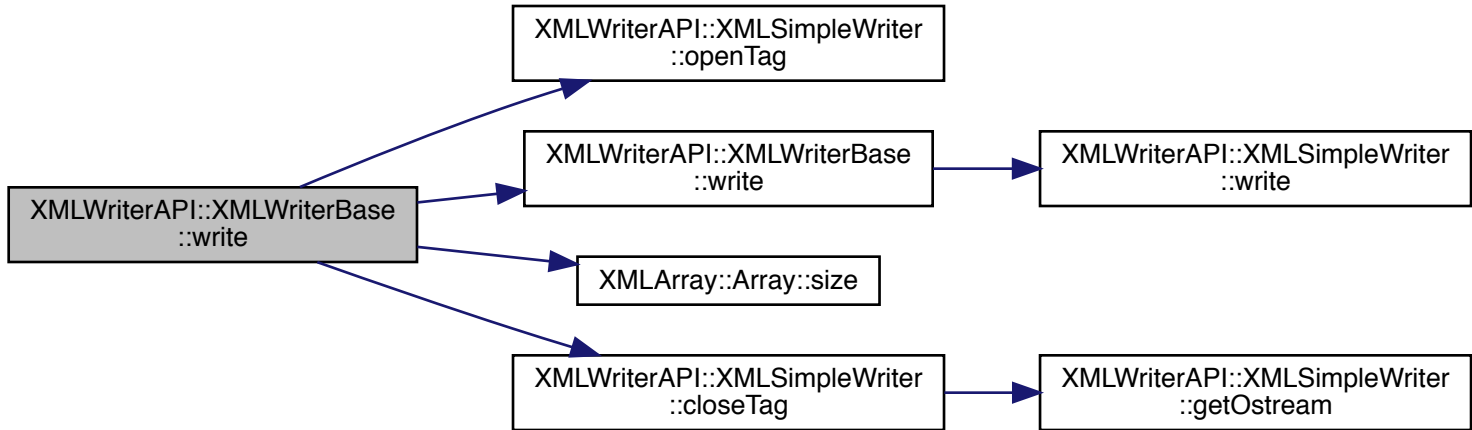 XMLWriterAPI::XMLSimpleWriter
::openTag
XMLWriterAPI::XMLWriterBase
::write
XMLWriterAPI::XMLSimpleWriter
::write
XMLWriterAPI::XMLWriterBase
::write
XMLArray::Array::size
XMLWriterAPI::XMLSimpleWriter
::closeTag
XMLWriterAPI::XMLSimpleWriter
::getOstream